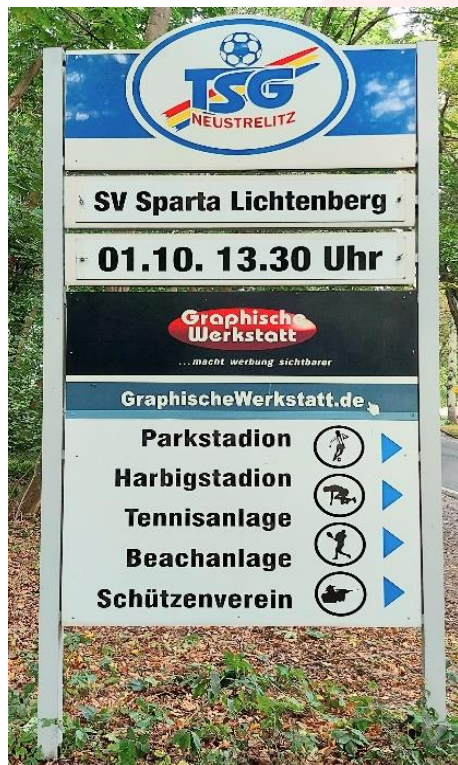 TSG
NEUSTRELITZ
SV Sparta Lichtenberg
01.10. 13.30 Uhr
Graphische
Werkstatt
...macht werbung sichtbarer
GraphischeWerkstatt.de
Parkstadion
Harbigstadion
Tennisanlage
Beachanlage
Schützenverein